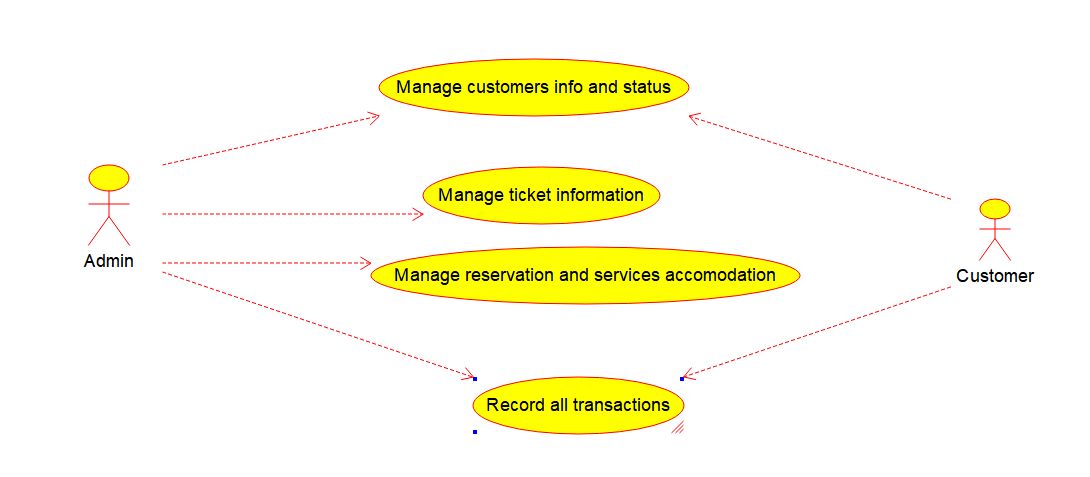 Manage customers info and status
Manage ticket information
Admin
Manage reservation and services accomodation
Customer
Record all transactions